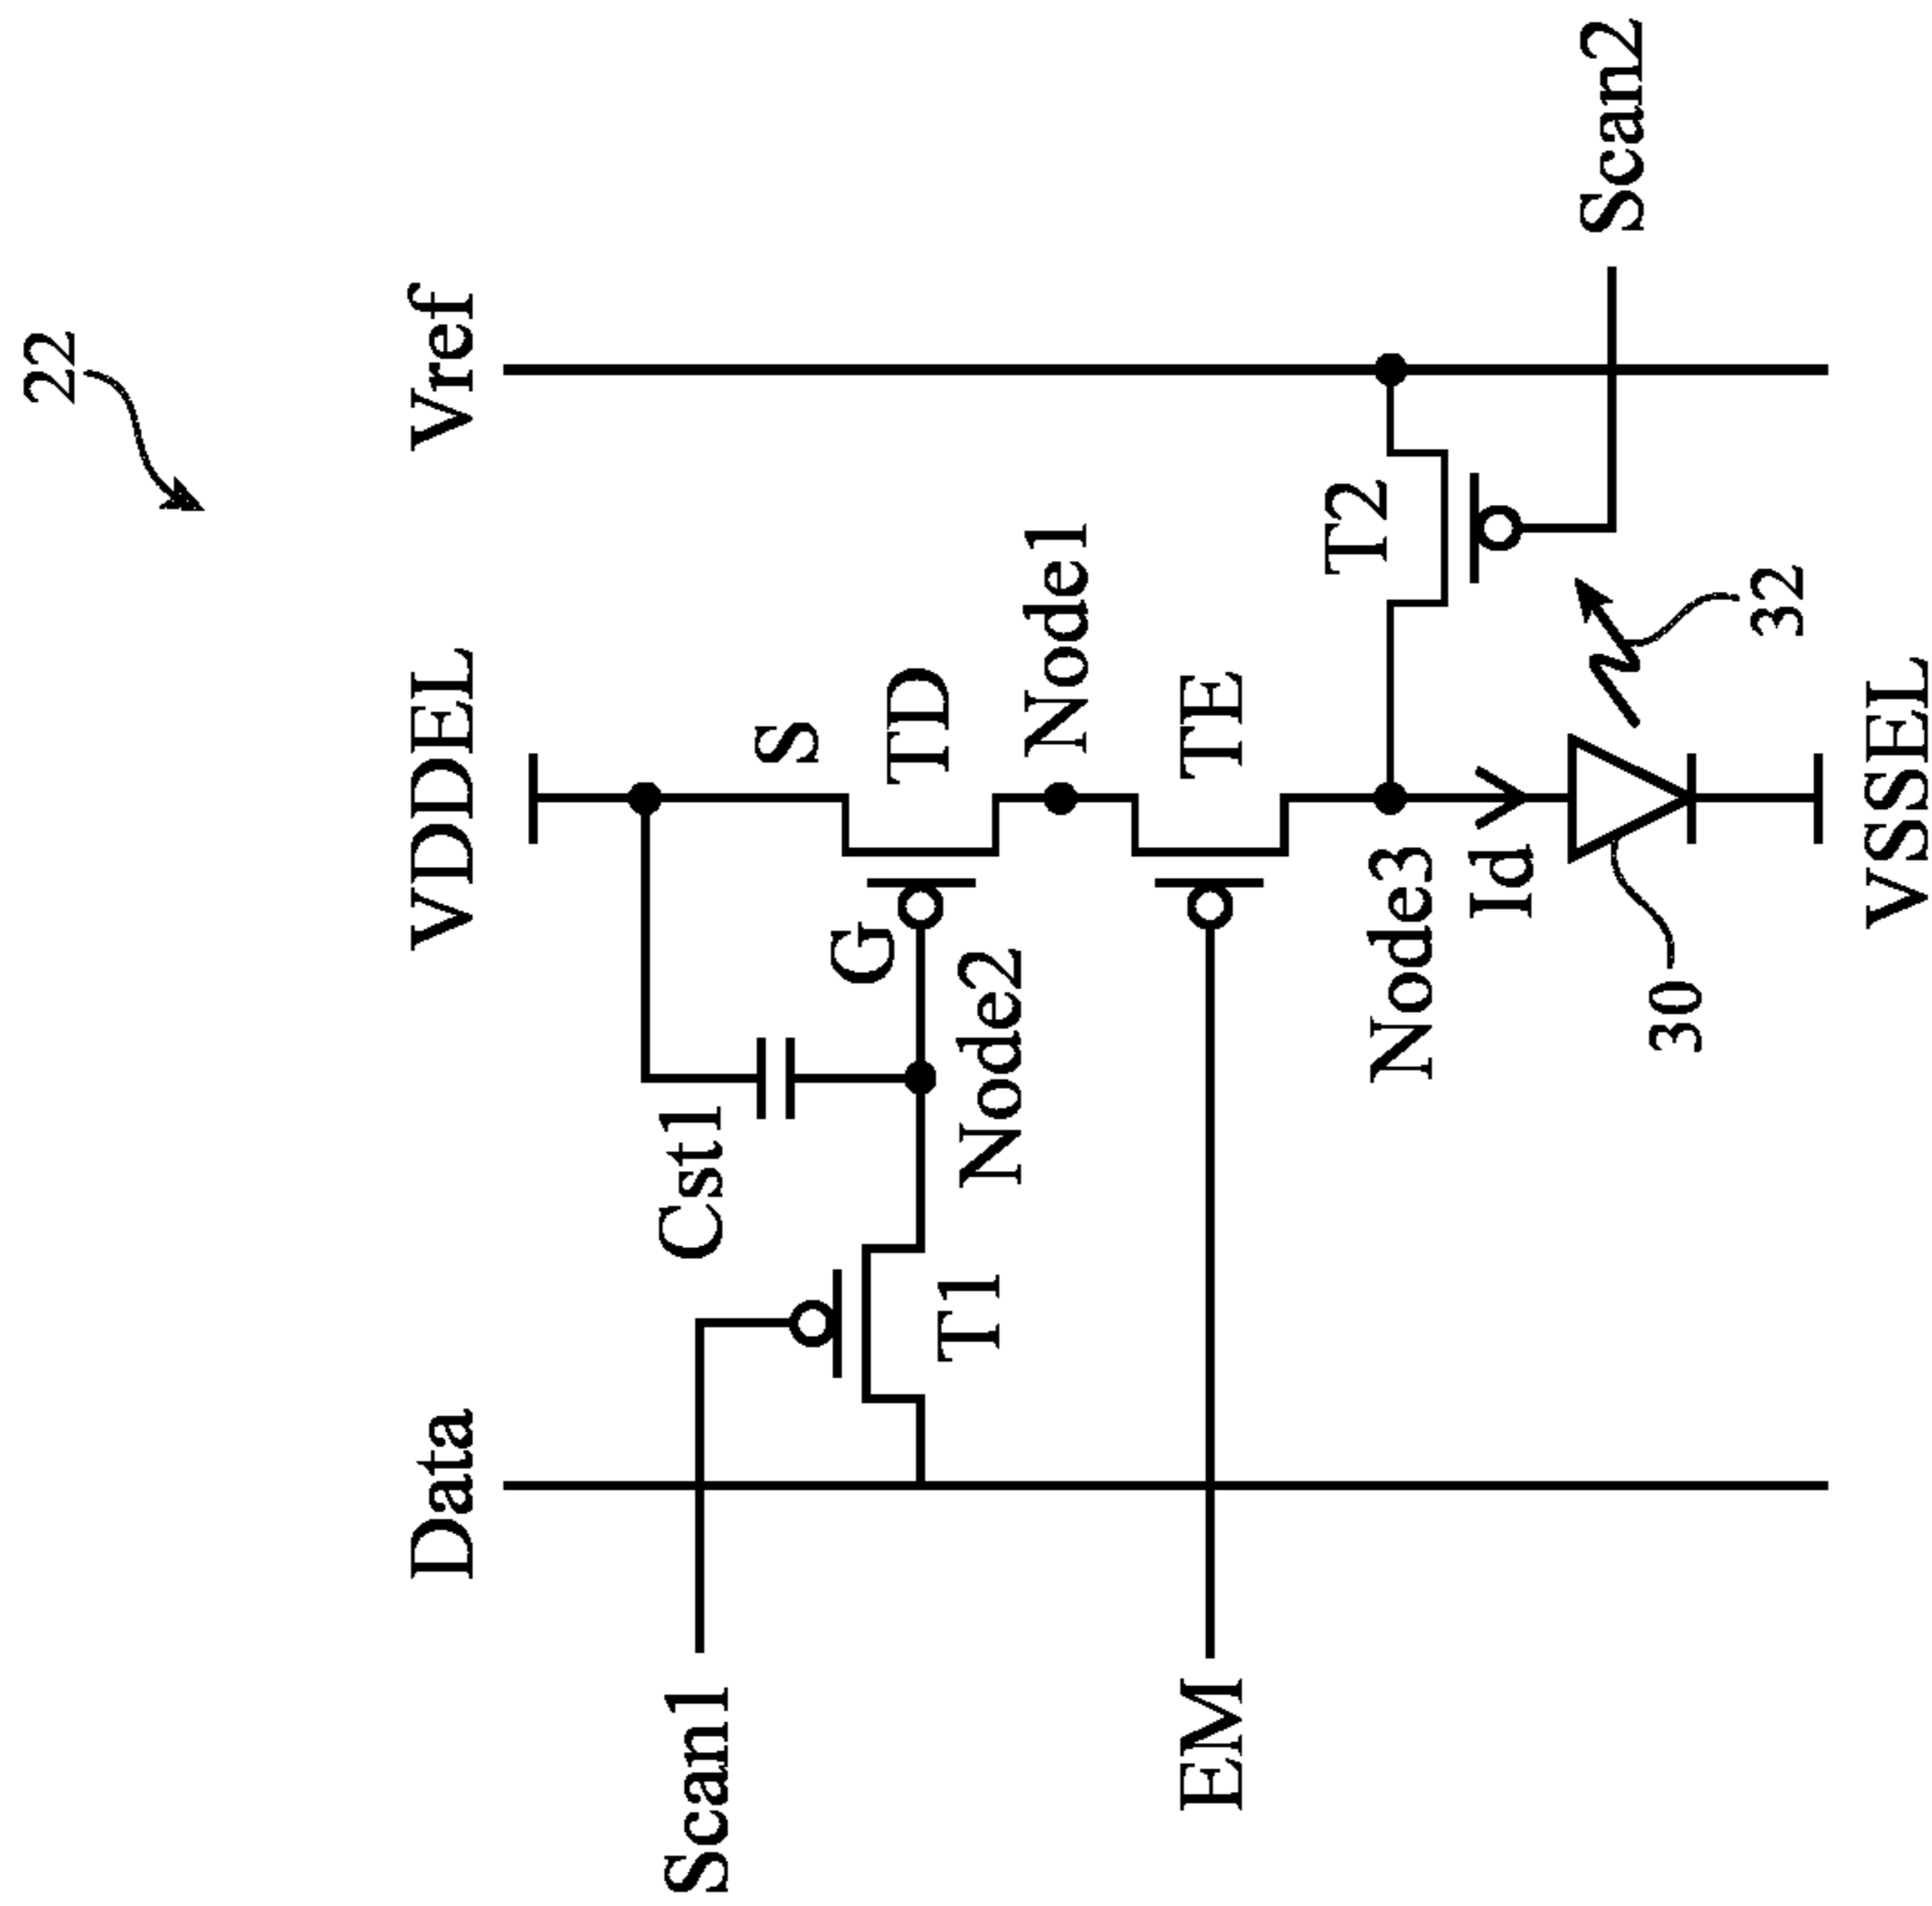 22
Data
VDDEL
Vref
Scan1
Cst1
S
G
TD
T1
Node2
Node1
EM
TE
T2
Node3
Id
Scan2
30
32
VSSEL